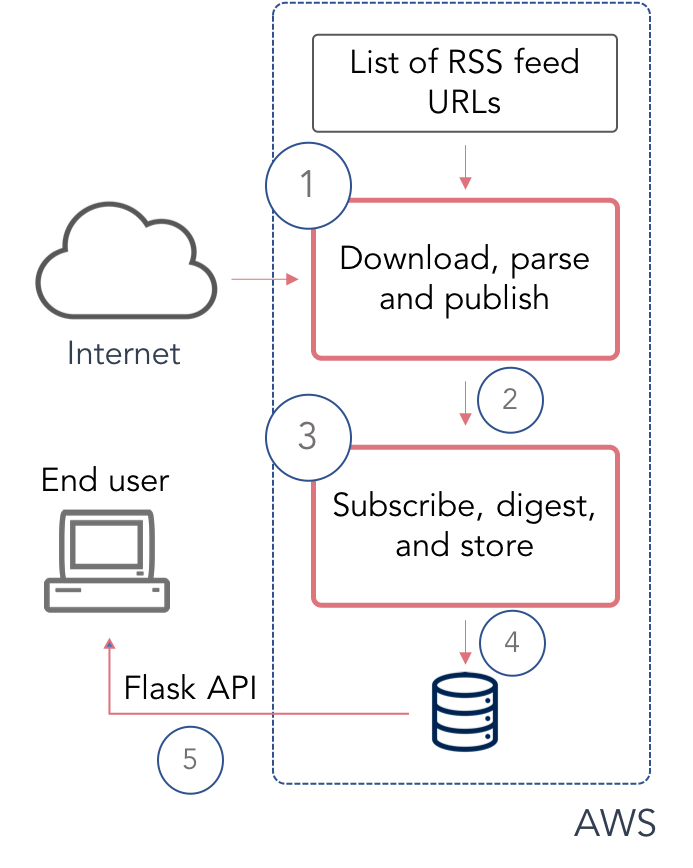 List of RSS feed
URLs
1
Download, parse
and publish
Internet
2
3
End user
Subscribe, digest,
and store
4
Flask API
5
AWS